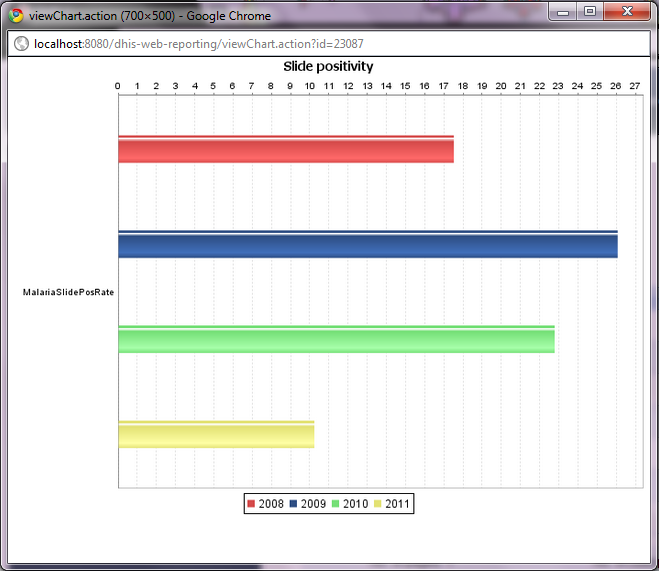 viewChart.action (700×500) - Google Chrome
localhost:8080/dhis-web-reporting/viewChart.action?id=23087
Slide positivity
0 1 2 3 4 5 6 7 8 9 10 11 12 13 14 15 16 17 18 19 20 21 22 23 24 25 26 27
MalariaSlidePosRate
2008 2009 2010 2011